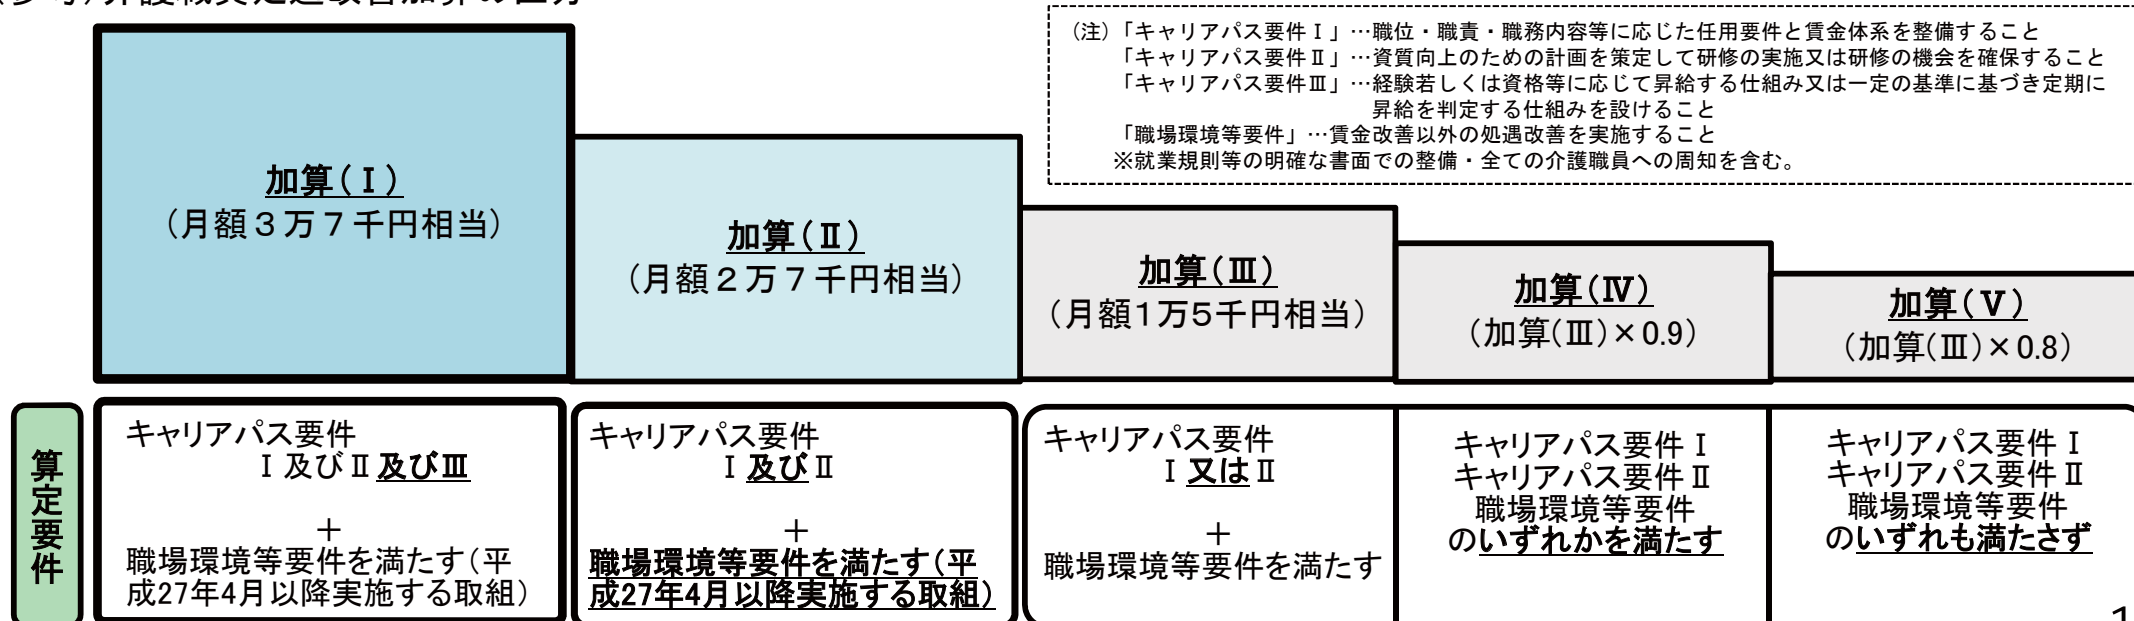 (注)「キャリアパス要件Ⅰ」…職位・職責・職務内容等に応じた任用要件と賃金体系を整備すること
「キャリアパス要件Ⅱ」…資質向上のための計画を策定して研修の実施又は研修の機会を確保すること
「キャリアパス要件Ⅲ」…経験若しくは資格等に応じて昇給する仕組み又は一定の基準に基づき定期に
昇給を判定する仕組みを設けること
「職場環境等要件」…賃金改善以外の処遇改善を実施すること
※就業規則等の明確な書面での整備・全ての介護職員への周知を含む。
加算(Ⅰ)
(月額3万7千円相当)
加算(Ⅱ)
(月額2万7千円相当)
加算(Ⅲ)
(月額1万5千円相当)
加算(Ⅳ)
(加算(Ⅲ)×0.9)
加算(Ⅴ)
(加算(Ⅲ)×0.8)
算定要件
キャリアパス要件
Ⅰ及びⅡ及びⅢ
+
職場環境等要件を満たす(平
成27年4月以降実施する取組)
キャリアパス要件
Ⅰ及びⅡ
+
職場環境等要件を満たす(平
成27年4月以降実施する取組)
キャリアパス要件
Ⅰ又はⅡ
+
職場環境等要件を満たす
キャリアパス要件Ⅰ
キャリアパス要件Ⅱ
職場環境等要件
のいずれかを満たす
キャリアパス要件Ⅰ
キャリアパス要件Ⅱ
職場環境等要件
のいずれも満たさず